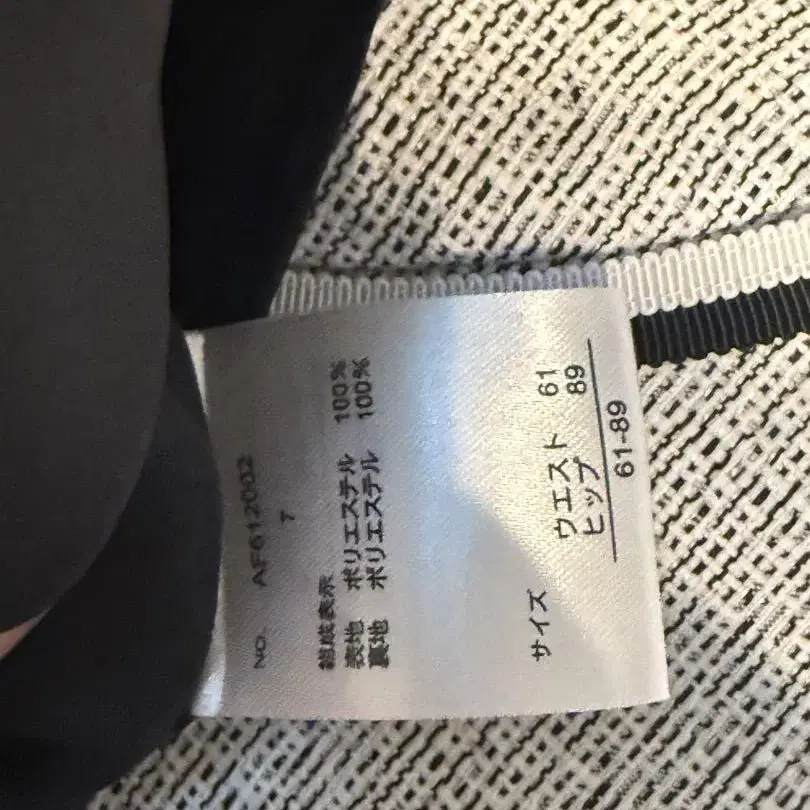 NO. AF612003
7
組成表示
表地 ポリエステル 100%
裏地 ポリエステル 100%
サイズ
ウエスト 61
ヒップ 89
61-89